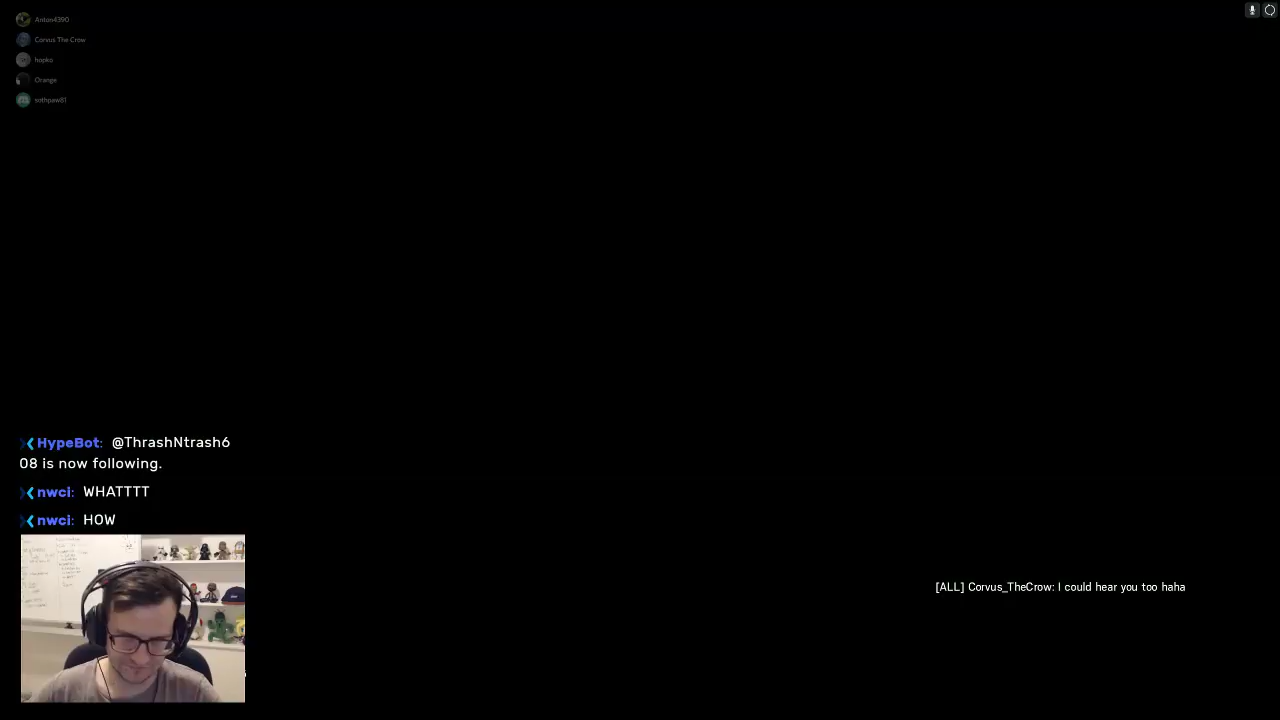 Anton4390
Corvus The Crow
hapka
Orange
sothpaw81
HypeBot: @ThrashNtrash6
08 is now following.
nwci: WHATTTT
nwci: HOW
[ALL] Corvus_TheCrow: I could hear you too haha